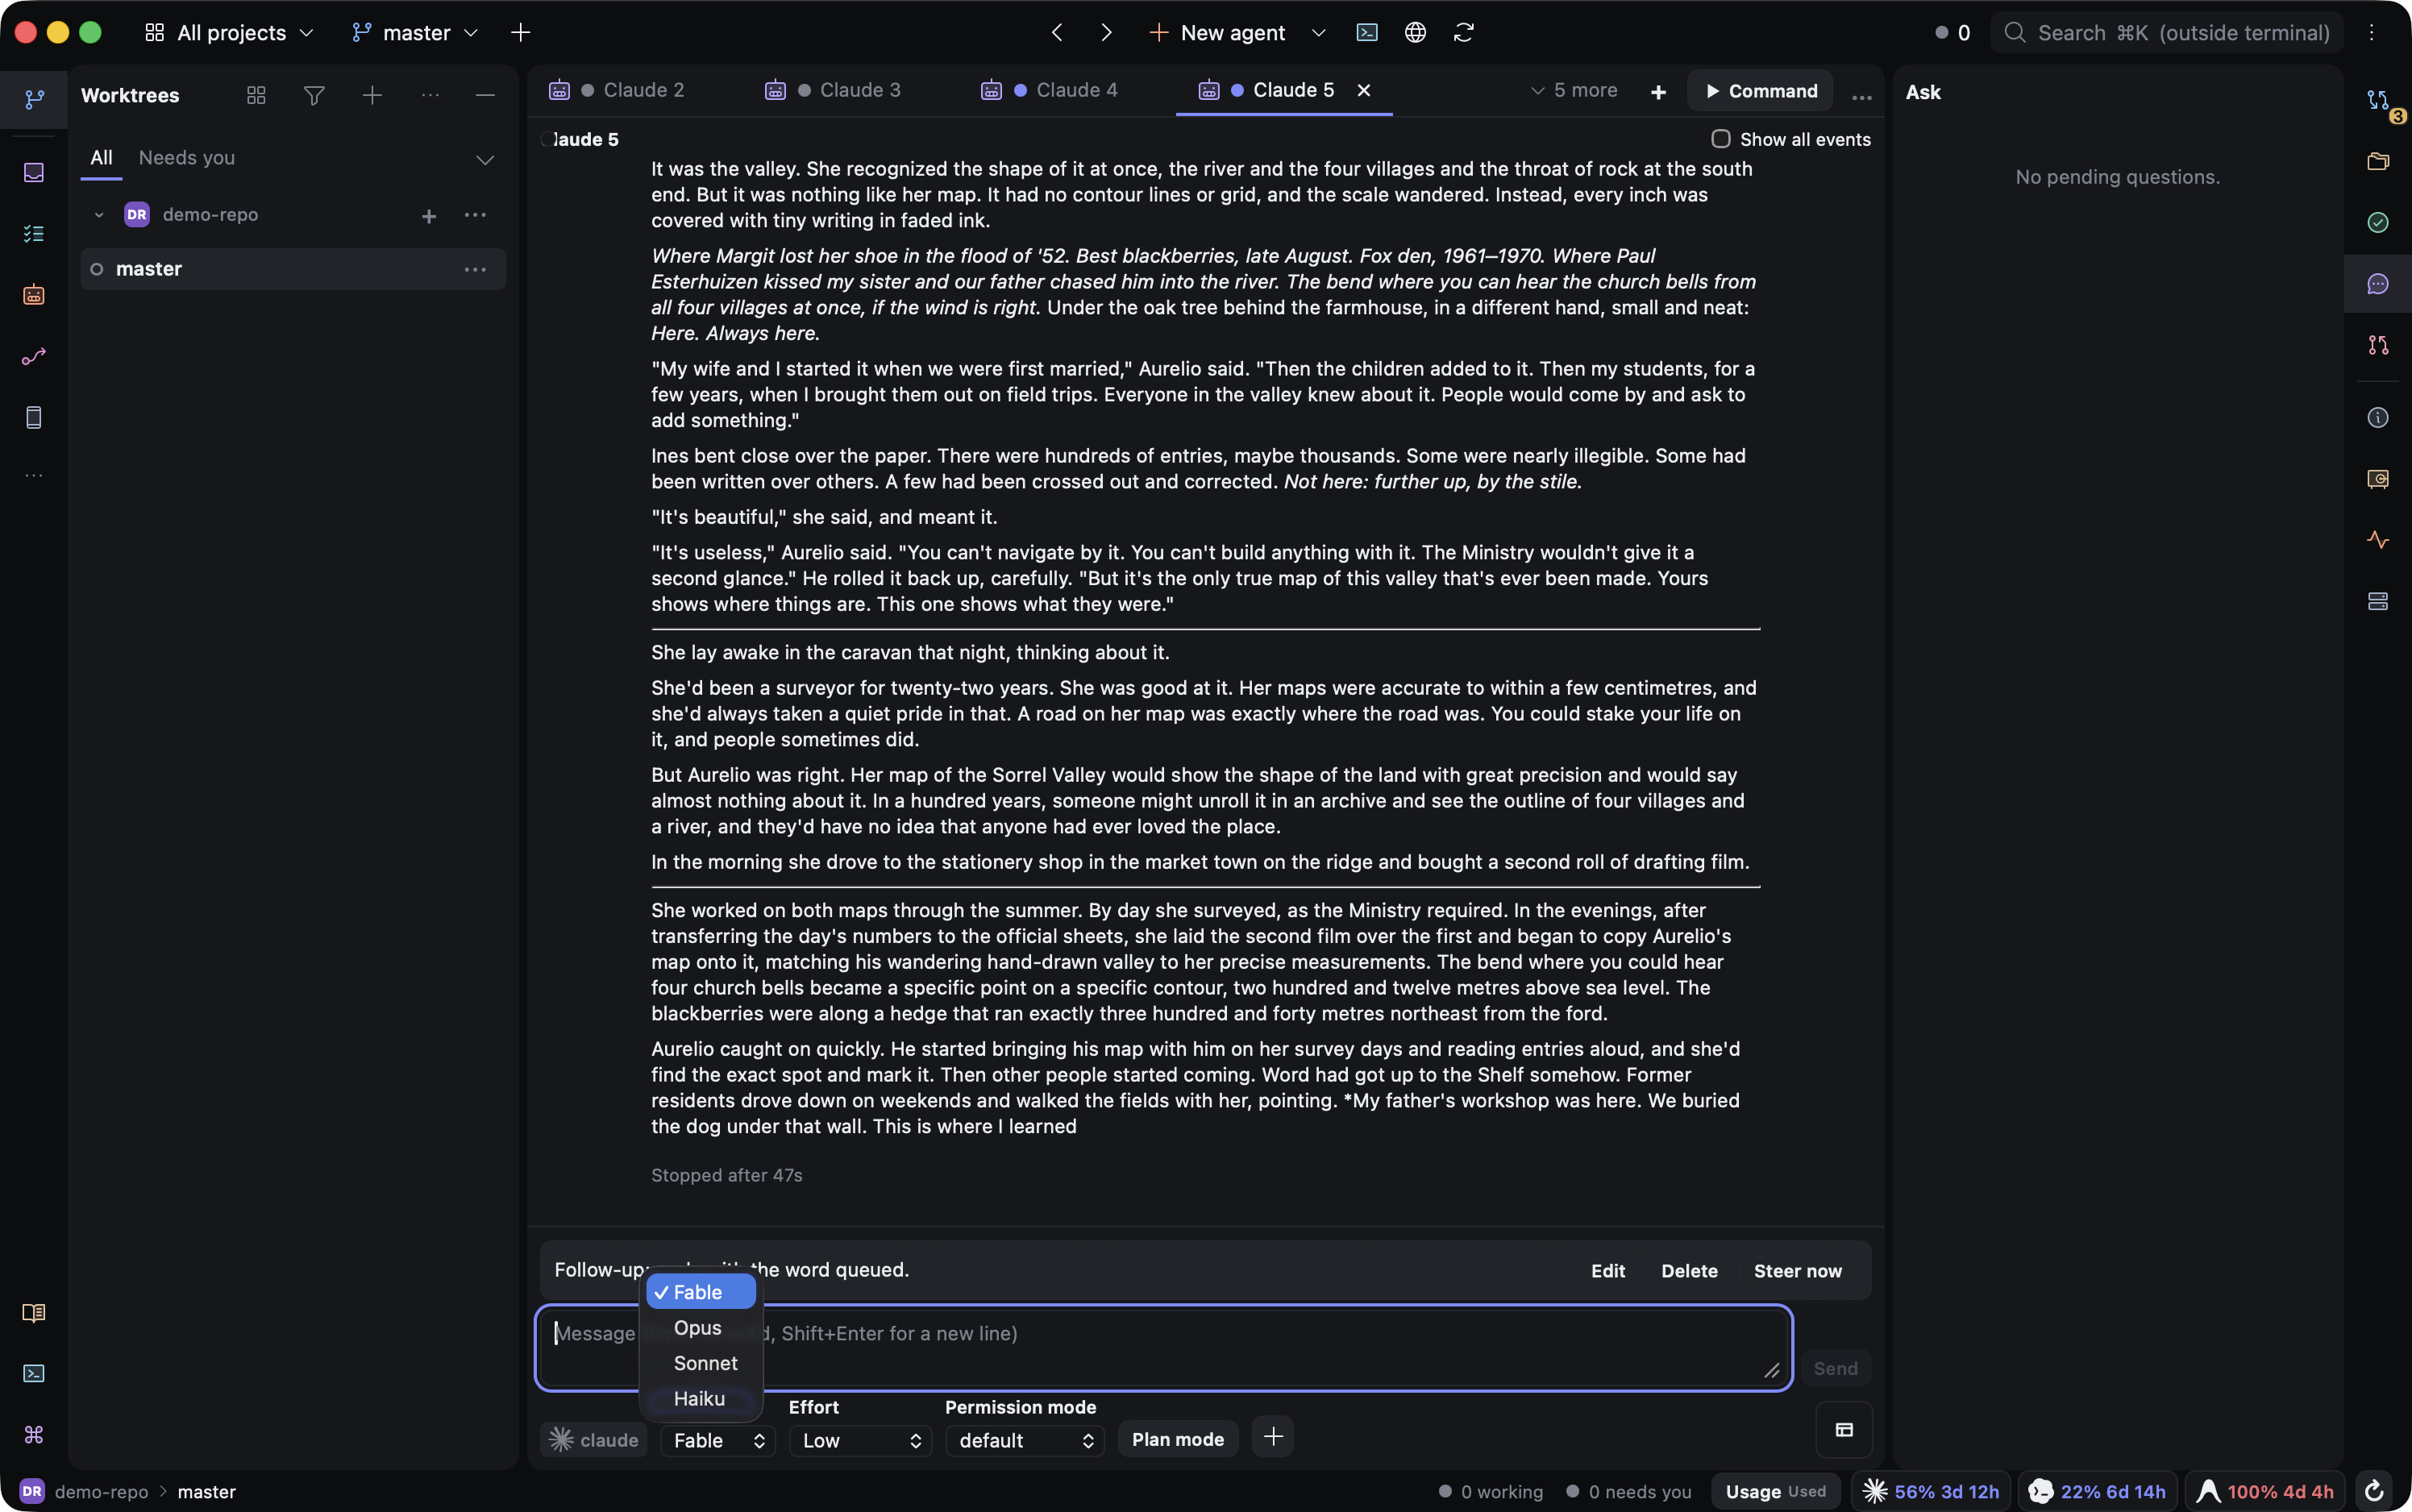 All projects
master
New agent
0
Search ⌘K (outside terminal)
Worktrees
All
Needs you
DR
demo-repo
master
Claude 2
Claude 3
Claude 4
Claude 5
5 more
Command
Ask
3
No pending questions.
laude 5
Show all events
It was the valley. She recognized the shape of it at once, the river and the four villages and the throat of rock at the south
end. But it was nothing like her map. It had no contour lines or grid, and the scale wandered. Instead, every inch was
covered with tiny writing in faded ink.
Where Margit lost her shoe in the flood of '52. Best blackberries, late August. Fox den, 1961–1970. Where Paul
Esterhuizen kissed my sister and our father chased him into the river. The bend where you can hear the church bells from
all four villages at once, if the wind is right. Under the oak tree behind the farmhouse, in a different hand, small and neat:
Here. Always here.
"My wife and I started it when we were first married," Aurelio said. "Then the children added to it. Then my students, for a
few years, when I brought them out on field trips. Everyone in the valley knew about it. People would come by and ask to
add something."
Ines bent close over the paper. There were hundreds of entries, maybe thousands. Some were nearly illegible. Some had
been written over others. A few had been crossed out and corrected. Not here: further up, by the stile.
"It's beautiful," she said, and meant it.
"It's useless," Aurelio said. "You can't navigate by it. You can't build anything with it. The Ministry wouldn't give it a
second glance." He rolled it back up, carefully. "But it's the only true map of this valley that's ever been made. Yours
shows where things are. This one shows what they were."
She lay awake in the caravan that night, thinking about it.
She'd been a surveyor for twenty-two years. She was good at it. Her maps were accurate to within a few centimetres, and
she'd always taken a quiet pride in that. A road on her map was exactly where the road was. You could stake your life on
it, and people sometimes did.
But Aurelio was right. Her map of the Sorrel Valley would show the shape of the land with great precision and would say
almost nothing about it. In a hundred years, someone might unroll it in an archive and see the outline of four villages and
a river, and they'd have no idea that anyone had ever loved the place.
In the morning she drove to the stationery shop in the market town on the ridge and bought a second roll of drafting film.
She worked on both maps through the summer. By day she surveyed, as the Ministry required. In the evenings, after
transferring the day's numbers to the official sheets, she laid the second film over the first and began to copy Aurelio's
map onto it, matching his wandering hand-drawn valley to her precise measurements. The bend where you could hear
four church bells became a specific point on a specific contour, two hundred and twelve metres above sea level. The
blackberries were along a hedge that ran exactly three hundred and forty metres northeast from the ford.
Aurelio caught on quickly. He started bringing his map with him on her survey days and reading entries aloud, and she'd
find the exact spot and mark it. Then other people started coming. Word had got up to the Shelf somehow. Former
residents drove down on weekends and walked the fields with her, pointing. *My father's workshop was here. We buried
the dog under that wall. This is where I learned
Stopped after 47s
Follow-up the word queued.
Edit
Delete
Steer now
Fable
Opus
Sonnet
Haiku
Message , Shift+Enter for a new line)
Send
Effort
Permission mode
claude
Fable
Low
default
Plan mode
DR
demo-repo
master
0 working
0 needs you
Usage Used
56% 3d 12h
22% 6d 14h
100% 4d 4h